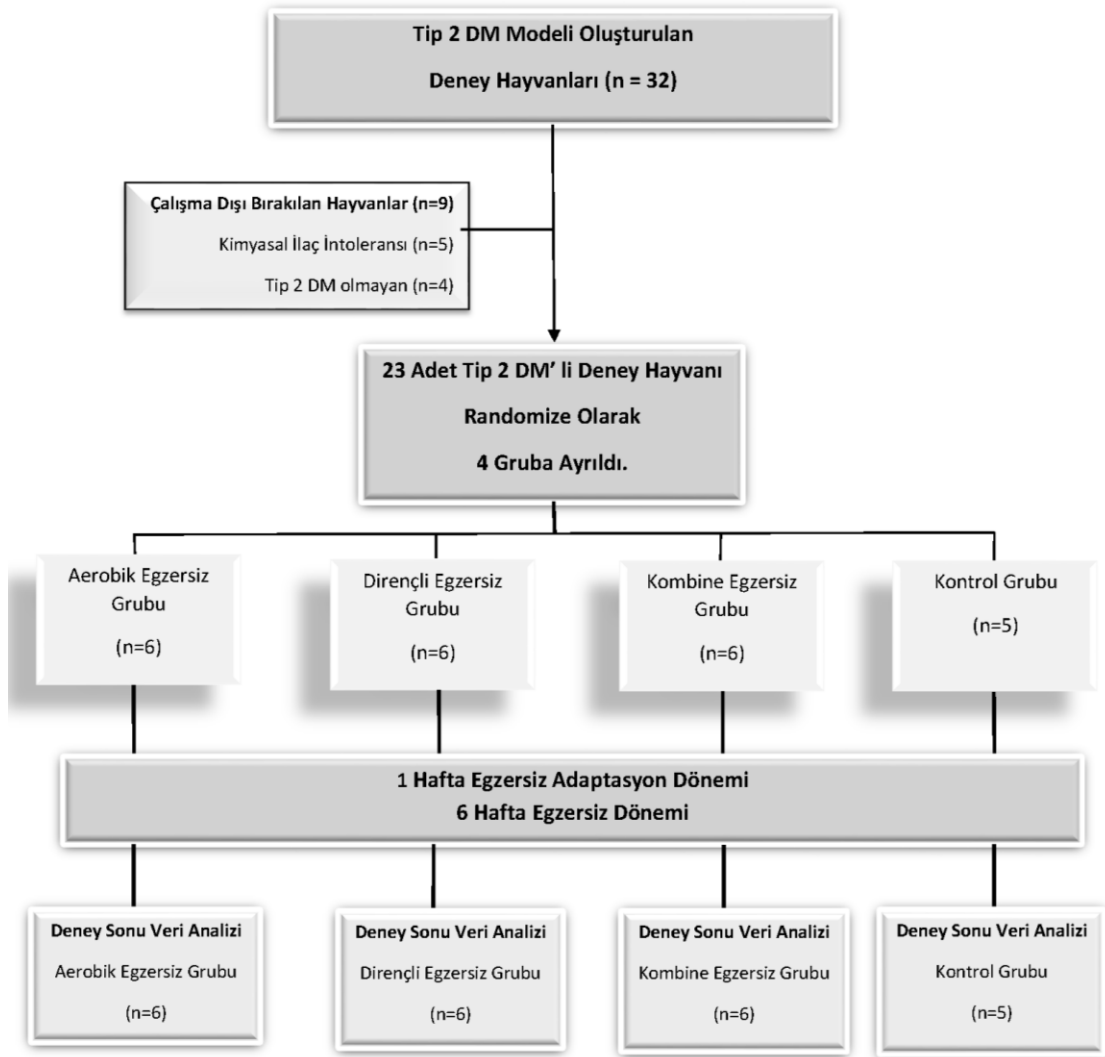 Tip 2 DM Modeli Oluşturulan
Deney Hayvanları (n = 32)
Çalışma Dışı Bırakılan Hayvanlar (n=9)
Kimyasal İlaç İntoleransı (n=5)
Tip 2 DM olmayan (n=4)
23 Adet Tip 2 DM’ li Deney Hayvanı
Randomize Olarak
4 Gruba Ayrıldı.
Aerobik Egzersiz
Grubu
(n=6)
Dirençli Egzersiz
Grubu
(n=6)
Kombine Egzersiz
Grubu
(n=6)
Kontrol Grubu
(n=5)
1 Hafta Egzersiz Adaptasyon Dönemi
6 Hafta Egzersiz Dönemi
Deney Sonu Veri Analizi
Aerobik Egzersiz Grubu
(n=6)
Deney Sonu Veri Analizi
Dirençli Egzersiz Grubu
(n=6)
Deney Sonu Veri Analizi
Kombine Egzersiz Grubu
(n=6)
Deney Sonu Veri Analizi
Kontrol Grubu
(n=5)